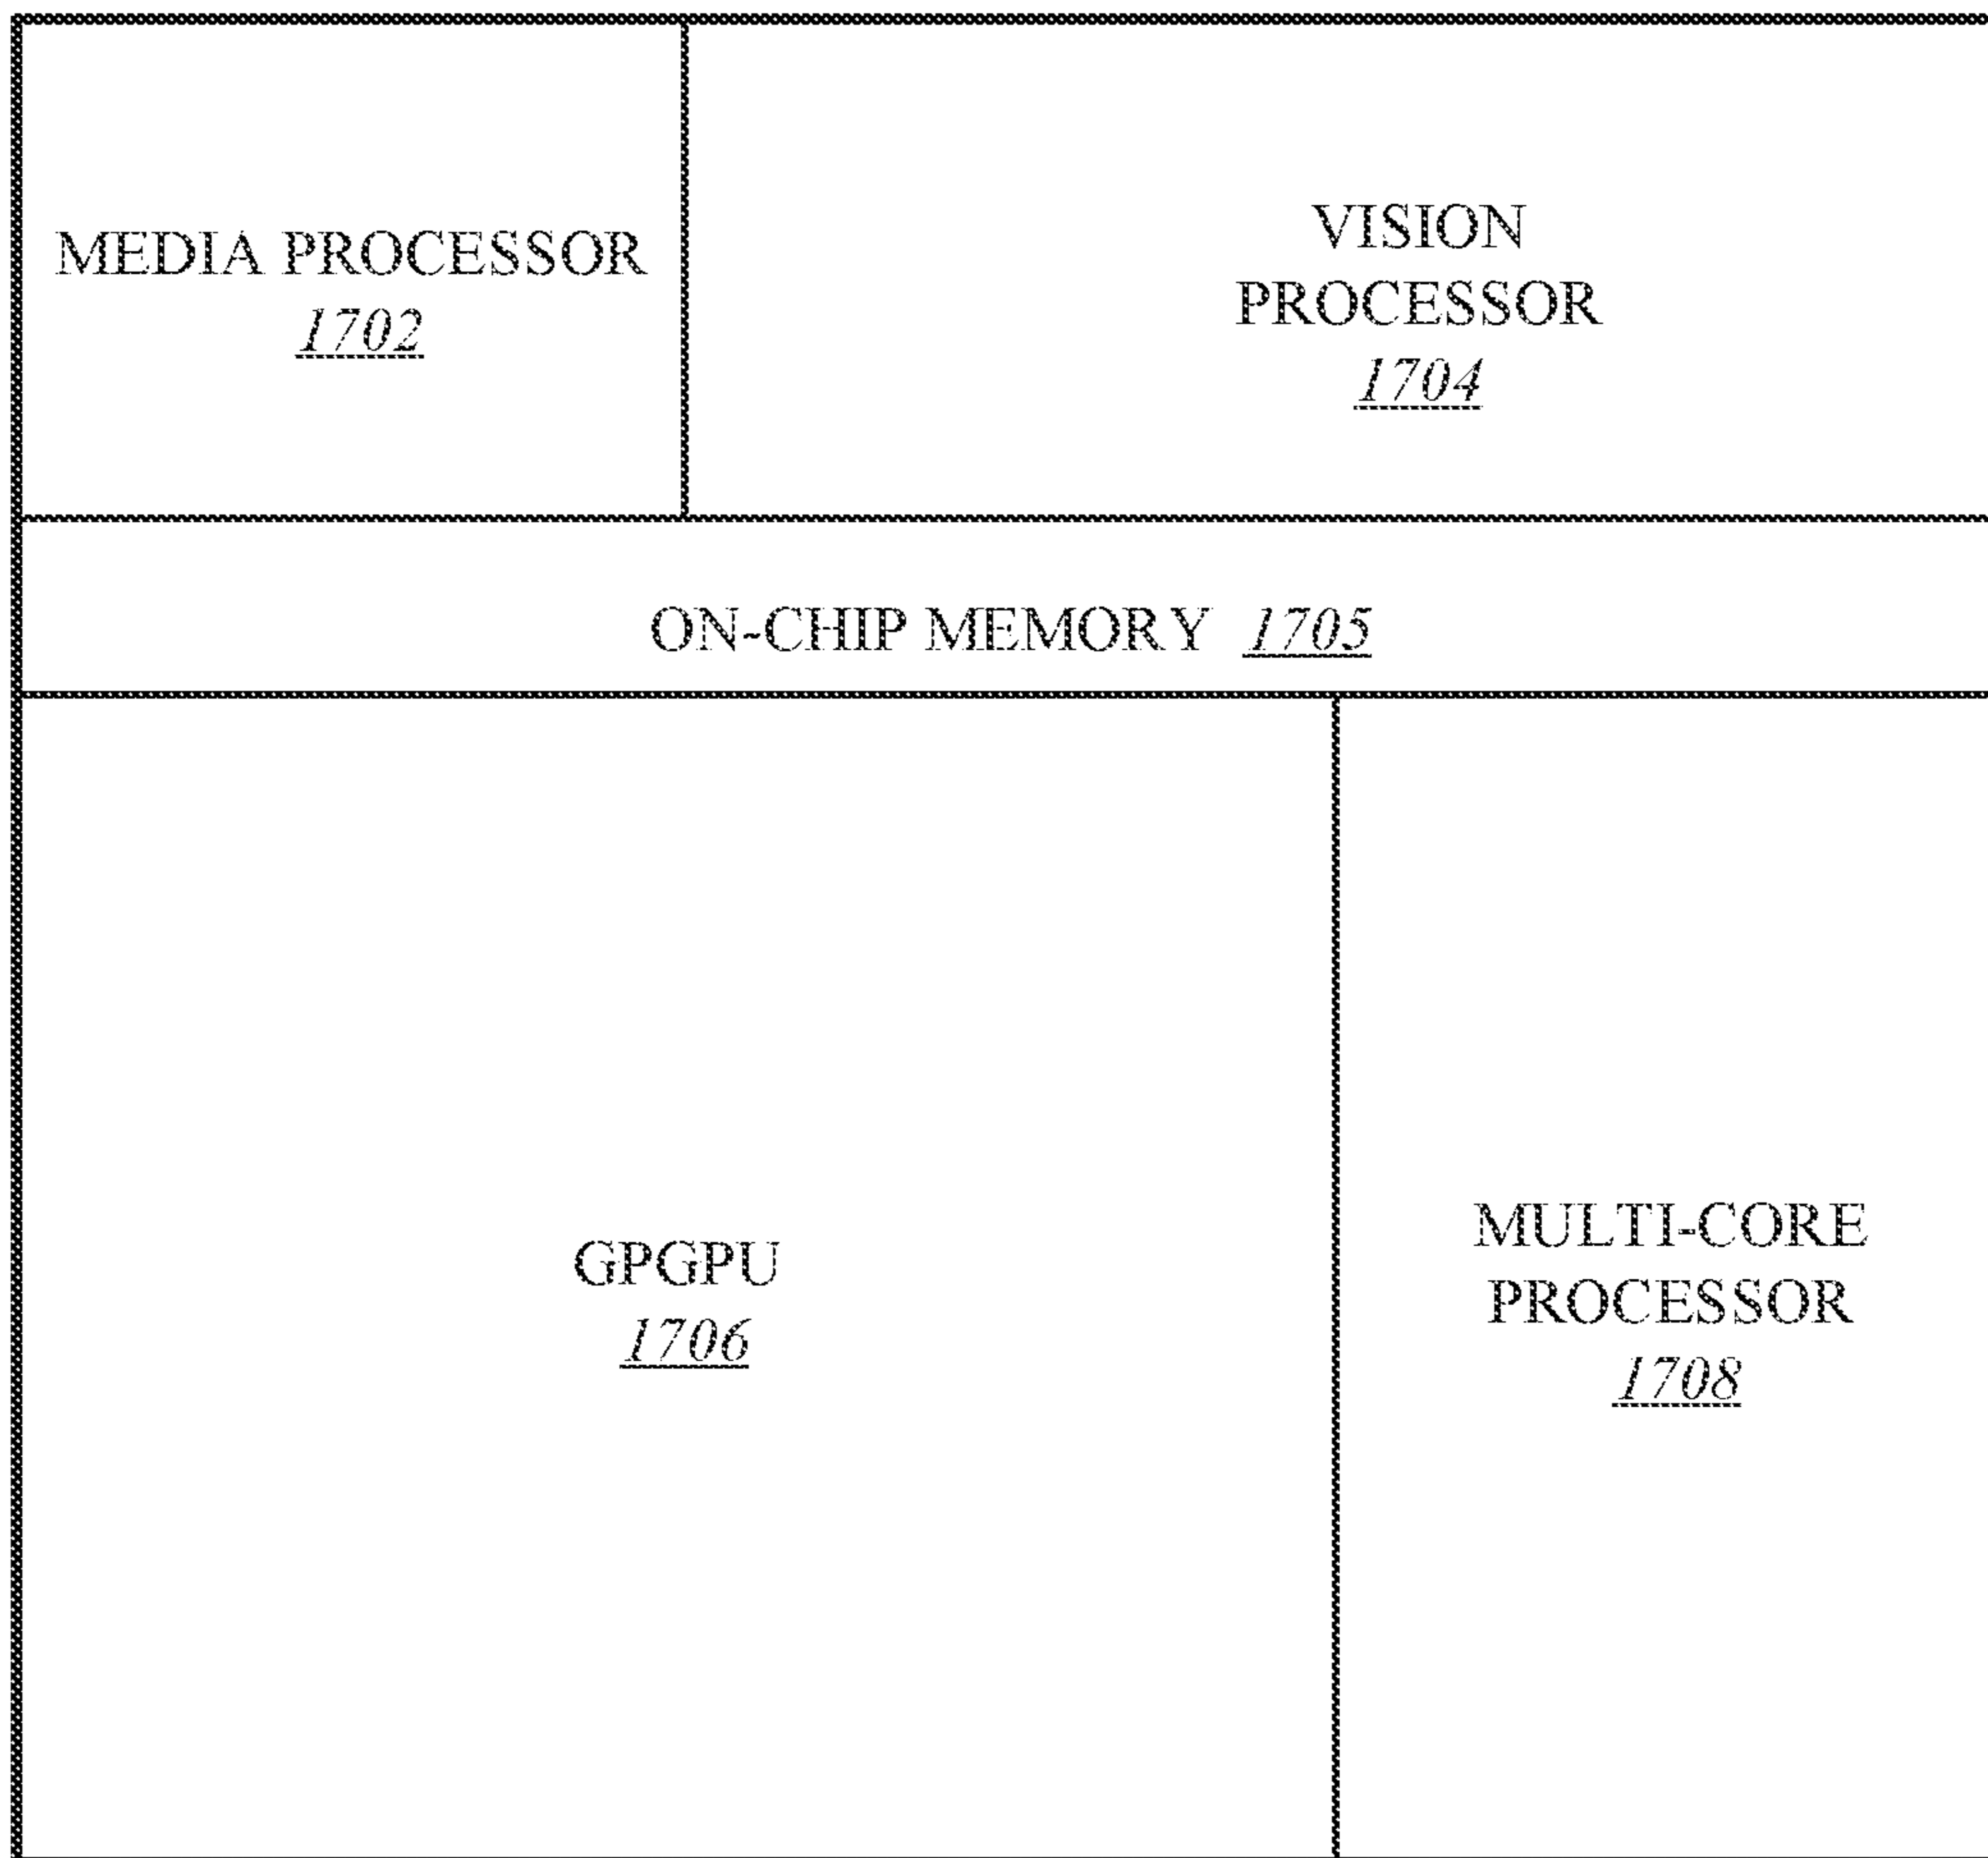 MEDIA PROCESSOR
1702
VISION
PROCESSOR
1704
ON-CHIP MEMORY 1705
GPGPU
1706
MULTI-CORE
PROCESSOR
1708